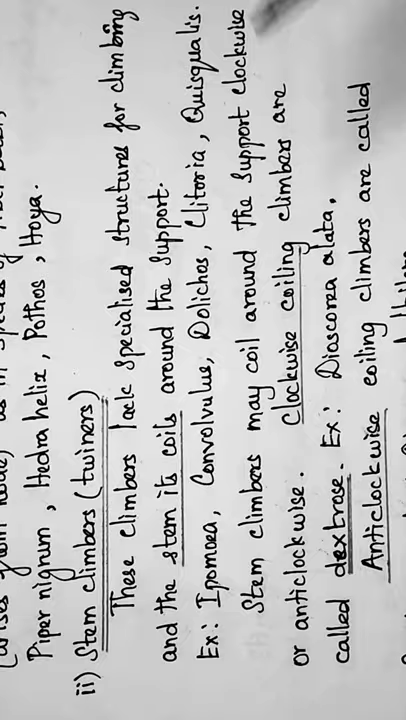 Piper nigrum, Hedra helix, Pothos, Hoya.
ii) Stem climbers (twiners)
These climbers lack specialised structures for climbing
and the stem its coils around the support.
Ex: Ipomoea, Convolvulus, Dolichos, Clitoria, Quisqualis.
Stem climbers may coil around the support clockwise
or anticlockwise. Clockwise coiling climbers are
called dextrose. Ex: Diascorea alata.
Anticlockwise coiling climbers are called